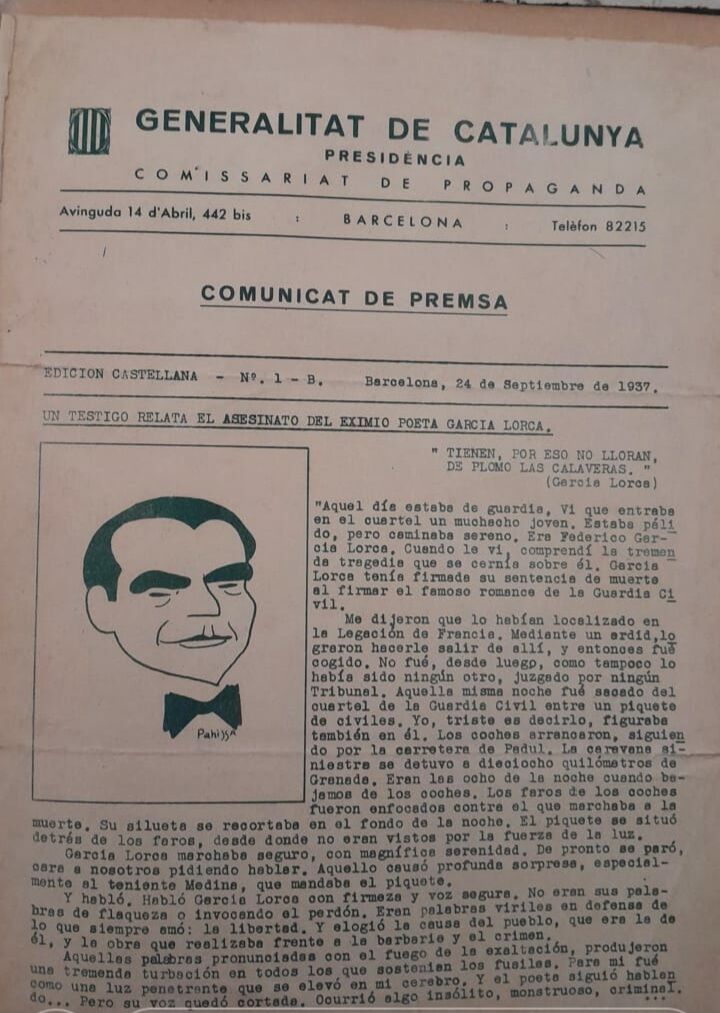 GENERALITAT DE CATALUNYA
PRESIDÈNCIA
COMISSARIAT DE PROPAGANDA
Avinguda 14 d'Abril, 442 bis : BARCELONA : Telèfon 82215
COMUNICAT DE PREMSA
EDICION CASTELLANA - Nº. 1 - B. Barcelona, 24 de Septiembre de 1937.
UN TESTIGO RELATA EL ASESINATO DEL EXIMIO POETA GARCIA LORCA.
" TIENEN, POR ESO NO LLORAN,
DE PLOMO LAS CALAVERAS. "
(Garcia Lorca)
"Aquel día estaba de guardia, Vi que entraba
en el cuartel un muchacho joven. Estaba páli
do, pero caminaba sereno. Era Federico Gar-
cia Lorca. Cuando le vi, comprendí la tremen
da tragedia que se cernía sobre él. Garcia
Lorca tenía firmada su sentencia de muerte
al firmar el famoso romance de la Guardia Ci
vil.
Me dijeron que lo habían localizado en
la Legación de Francia. Mediante un ardid,lo
graron hacerle salir de allí, y entonces fué
cogido. No fué, desde luego, como tampoco lo
había sido ningún otro, juzgado por ningún
Tribunal. Aquella misma noche fué sacado del
cuartel de la Guardia Civil entre un piquete
de civiles. Yo, triste es decirlo, figuraba
también en él. Los coches arrancaron, siguien
do por la carretera de Padul. La caravana si-
niestra se detuvo a dieciocho quilómetros de
Granada. Eran las ocho de la noche cuando ba-
jamos de los coches. Los faros de los coches
fueron enfocados contra el que marchaba a la
muerte. Su silueta se recortaba en el fondo de la noche. El piquete se situó
detrás de los faros, desde donde no eran vistos por la fuerza de la luz.
Garcia Lorca marchaba seguro, con magnífica serenidad. De pronto se paró,
cara a nosotros pidiendo hablar. Aquello causó profunda sorpresa, especial-
mente al teniente Medina, que mandaba el piquete.
Y habló. Habló Garcia Lorca con firmeza y voz segura. No eran sus pala-
bras de flaqueza o invocando el perdón. Eran palabras viriles en defensa de
lo que siempre amó: la libertad. Y elogió la causa del pueblo, que era la de
él, y la obra que realizaba frente a la barbarie y el crimen.
Aquellas palabras pronunciadas con el fuego de la exaltación, produjeron
una tremenda turbación en todos los que sostenian los fusiles. Para mi fué
como una luz penetrante que se elevó en mi cerebro. Y el poeta siguió hablan
do... Pero su voz quedó cortada. Ocurrió algo insólito, monstruoso, criminal.
...
Pahissa